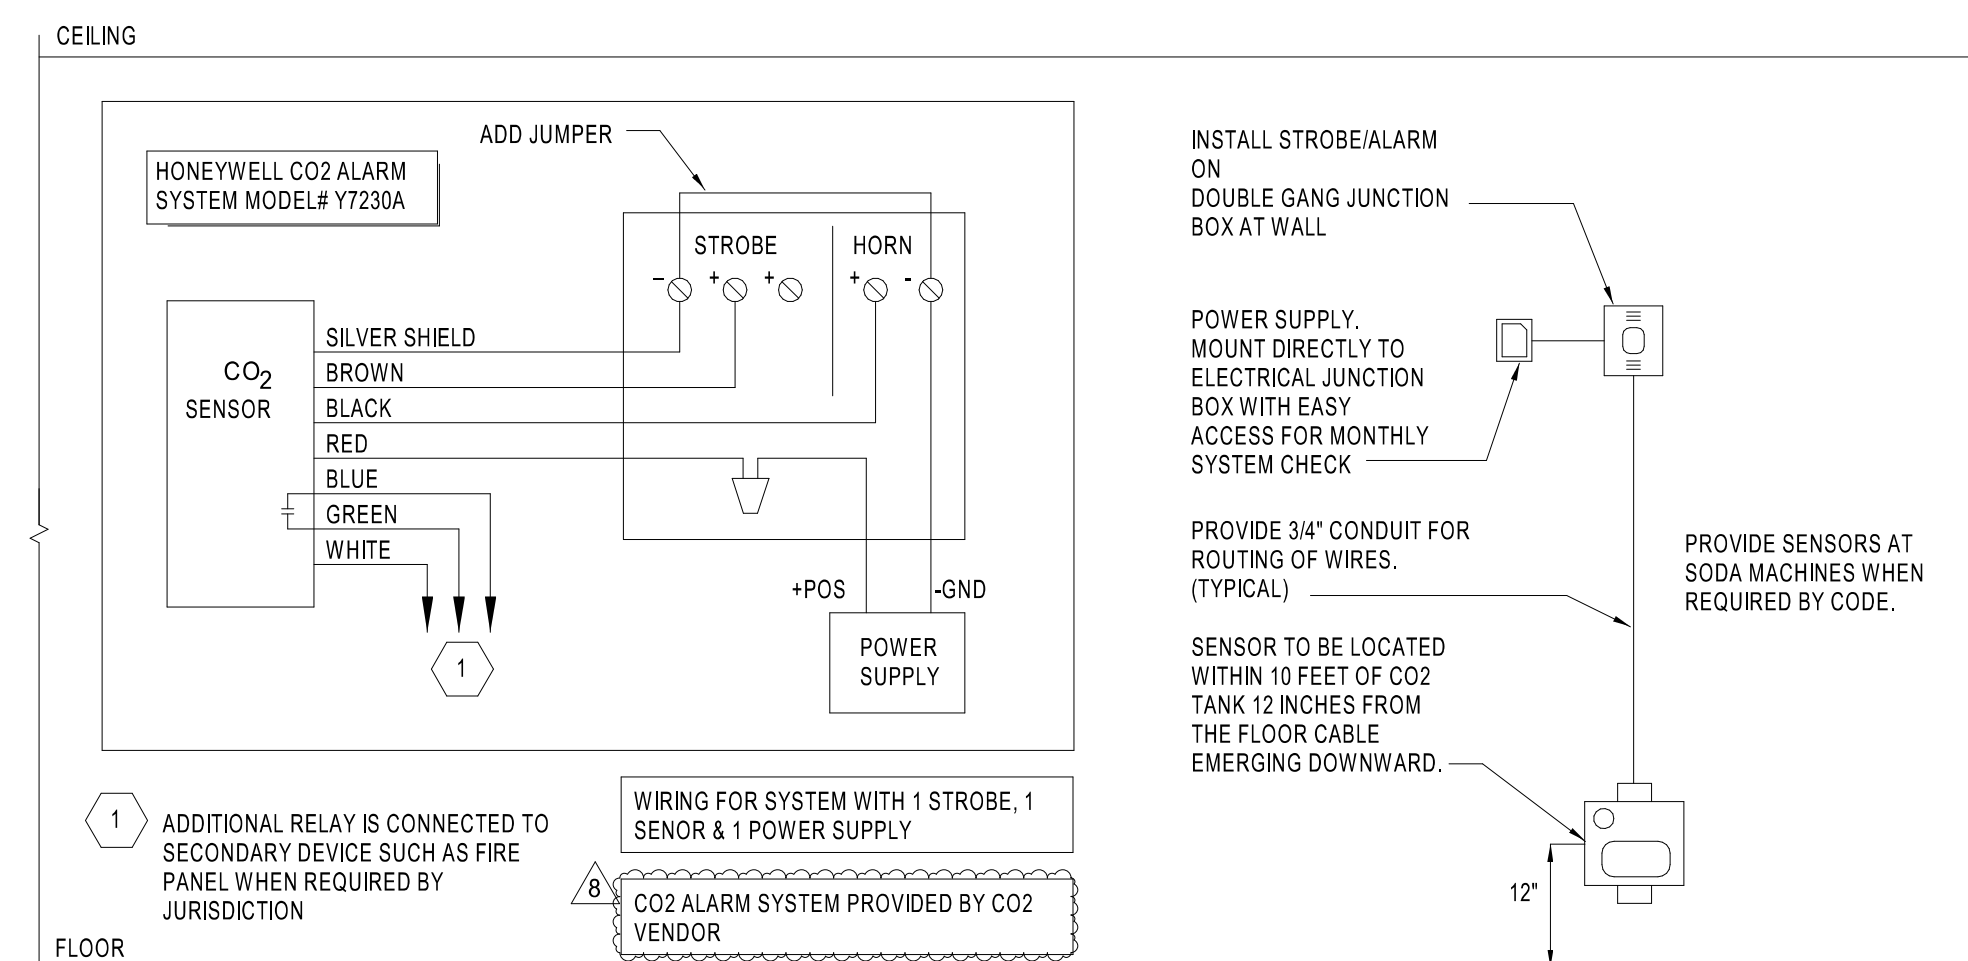 CEILING
ADD JUMPER
HONEYWELL CO2 ALARM
SYSTEM MODEL# Y7230A
STROBE
HORN
– + + + -
CO2
SENSOR
SILVER SHIELD
BROWN
BLACK
RED
BLUE
GREEN
WHITE
1
+POS
-GND
POWER
SUPPLY
INSTALL STROBE/ALARM
ON
DOUBLE GANG JUNCTION
BOX AT WALL
POWER SUPPLY.
MOUNT DIRECTLY TO
ELECTRICAL JUNCTION
BOX WITH EASY
ACCESS FOR MONTHLY
SYSTEM CHECK
PROVIDE 3/4" CONDUIT FOR
ROUTING OF WIRES.
(TYPICAL)
PROVIDE SENSORS AT
SODA MACHINES WHEN
REQUIRED BY CODE.
SENSOR TO BE LOCATED
WITHIN 10 FEET OF CO2
TANK 12 INCHES FROM
THE FLOOR CABLE
EMERGING DOWNWARD.
12"
1
ADDITIONAL RELAY IS CONNECTED TO
SECONDARY DEVICE SUCH AS FIRE
PANEL WHEN REQUIRED BY
JURISDICTION
WIRING FOR SYSTEM WITH 1 STROBE, 1
SENOR & 1 POWER SUPPLY
8
CO2 ALARM SYSTEM PROVIDED BY CO2
VENDOR
FLOOR